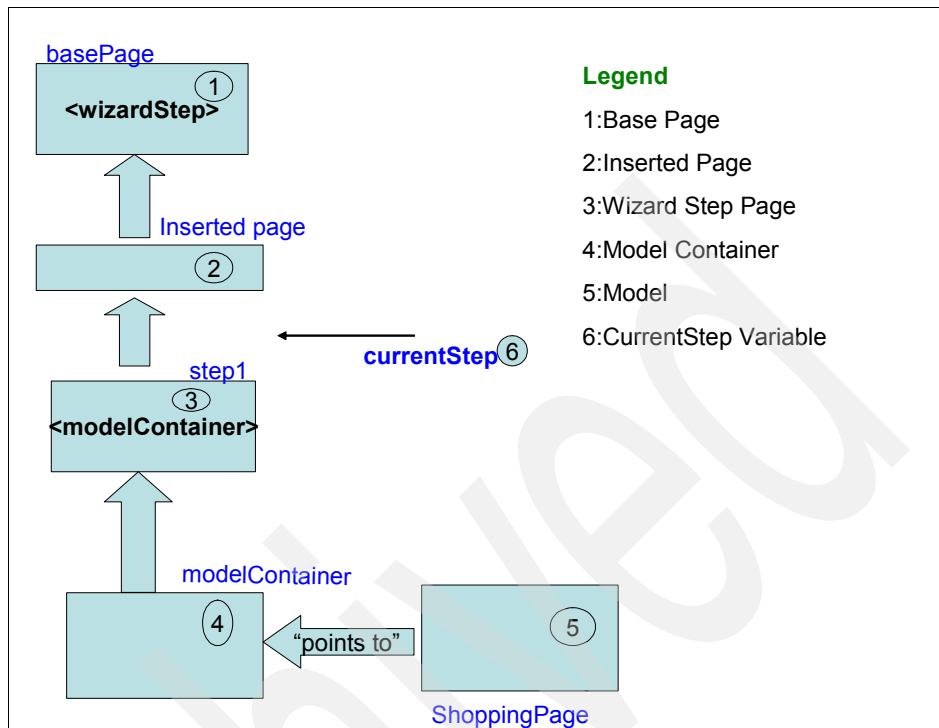 basePage
1
<wizardStep>
Inserted page
2
currentStep 6
step1
3
<modelContainer>
modelContainer
4
"points to"
5
ShoppingPage
Legend
1:Base Page
2:Inserted Page
3:Wizard Step Page
4:Model Container
5:Model
6:CurrentStep Variable